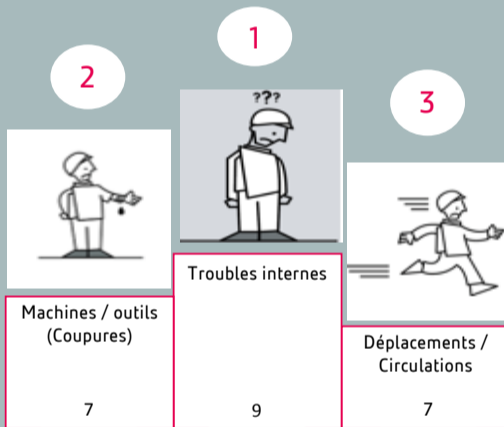 1
2
3
???
Troubles internes
9
Machines / outils
(Coupures)
7
Déplacements /
Circulations
7